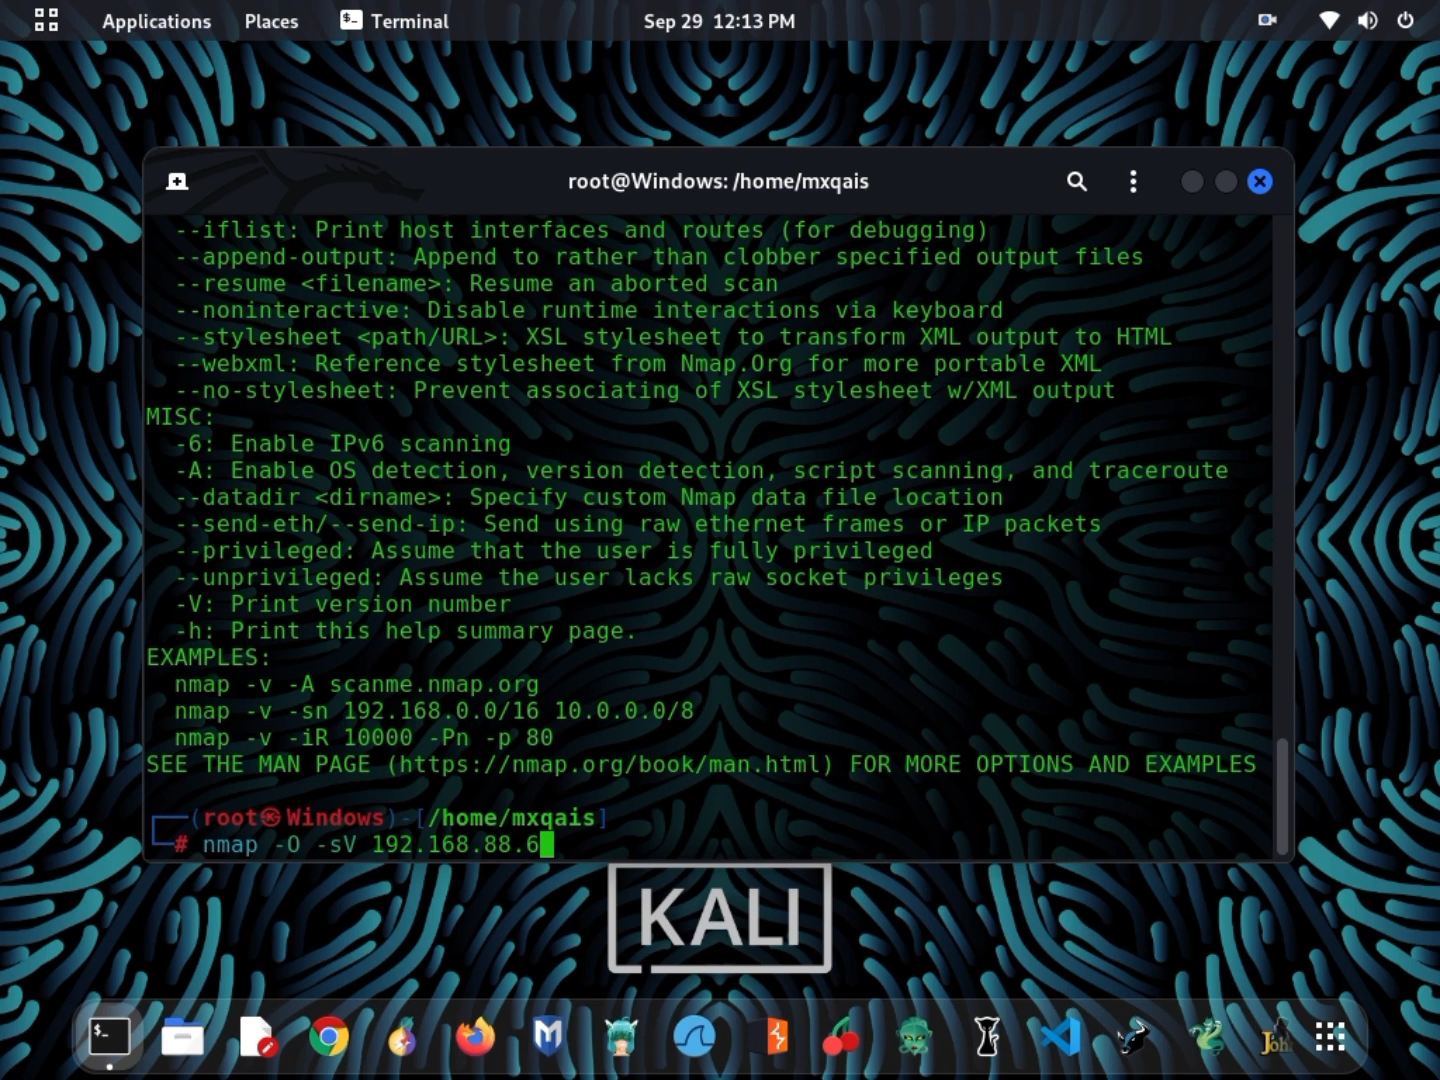 Applications Places Terminal Sep 29 12:13 PM
root@Windows: /home/mxqais
--iflist: Print host interfaces and routes (for debugging)
--append-output: Append to rather than clobber specified output files
--resume <filename>: Resume an aborted scan
--noninteractive: Disable runtime interactions via keyboard
--stylesheet <path/URL>: XSL stylesheet to transform XML output to HTML
--webxml: Reference stylesheet from Nmap.Org for more portable XML
--no-stylesheet: Prevent associating of XSL stylesheet w/XML output
MISC:
-6: Enable IPv6 scanning
-A: Enable OS detection, version detection, script scanning, and traceroute
--datadir <dirname>: Specify custom Nmap data file location
--send-eth/--send-ip: Send using raw ethernet frames or IP packets
--privileged: Assume that the user is fully privileged
--unprivileged: Assume the user lacks raw socket privileges
-V: Print version number
-h: Print this help summary page.
EXAMPLES:
nmap -v -A scanme.nmap.org
nmap -v -sn 192.168.0.0/16 10.0.0.0/8
nmap -v -iR 10000 -Pn -p 80
SEE THE MAN PAGE (https://nmap.org/book/man.html) FOR MORE OPTIONS AND EXAMPLES
┌──(root㉿Windows)-[/home/mxqais]
└─# nmap -O -sV 192.168.88.6
KALI
$_
John